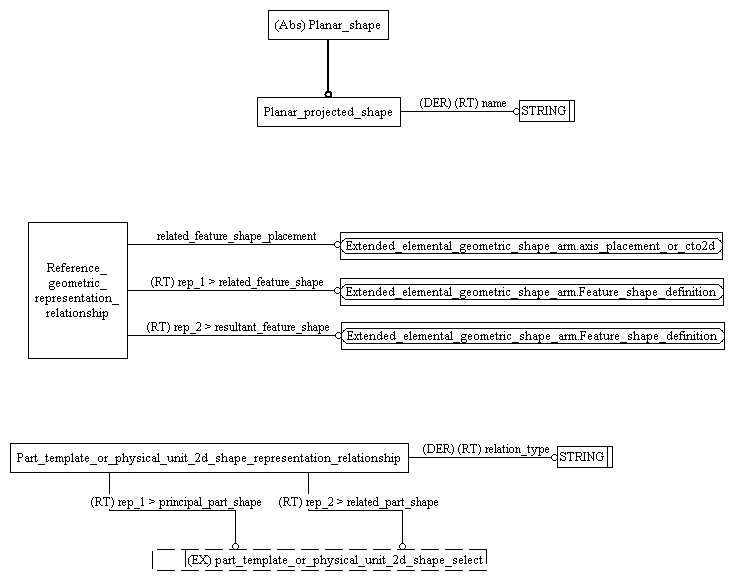 (Abs) Planar_shape
Planar_projected_shape
(DER) (RT) name
STRING
Reference_
geometric_
representation_
relationship
related_feature_shape_placement
Extended_elemental_geometric_shape_arm.axis_placement_or_cto2d
(RT) rep_1 > related_feature_shape
Extended_elemental_geometric_shape_arm.Feature_shape_definition
(RT) rep_2 > resultant_feature_shape
Extended_elemental_geometric_shape_arm.Feature_shape_definition
Part_template_or_physical_unit_2d_shape_representation_relationship
(DER) (RT) relation_type
STRING
(RT) rep_1 > principal_part_shape
(RT) rep_2 > related_part_shape
(EX) part_template_or_physical_unit_2d_shape_select